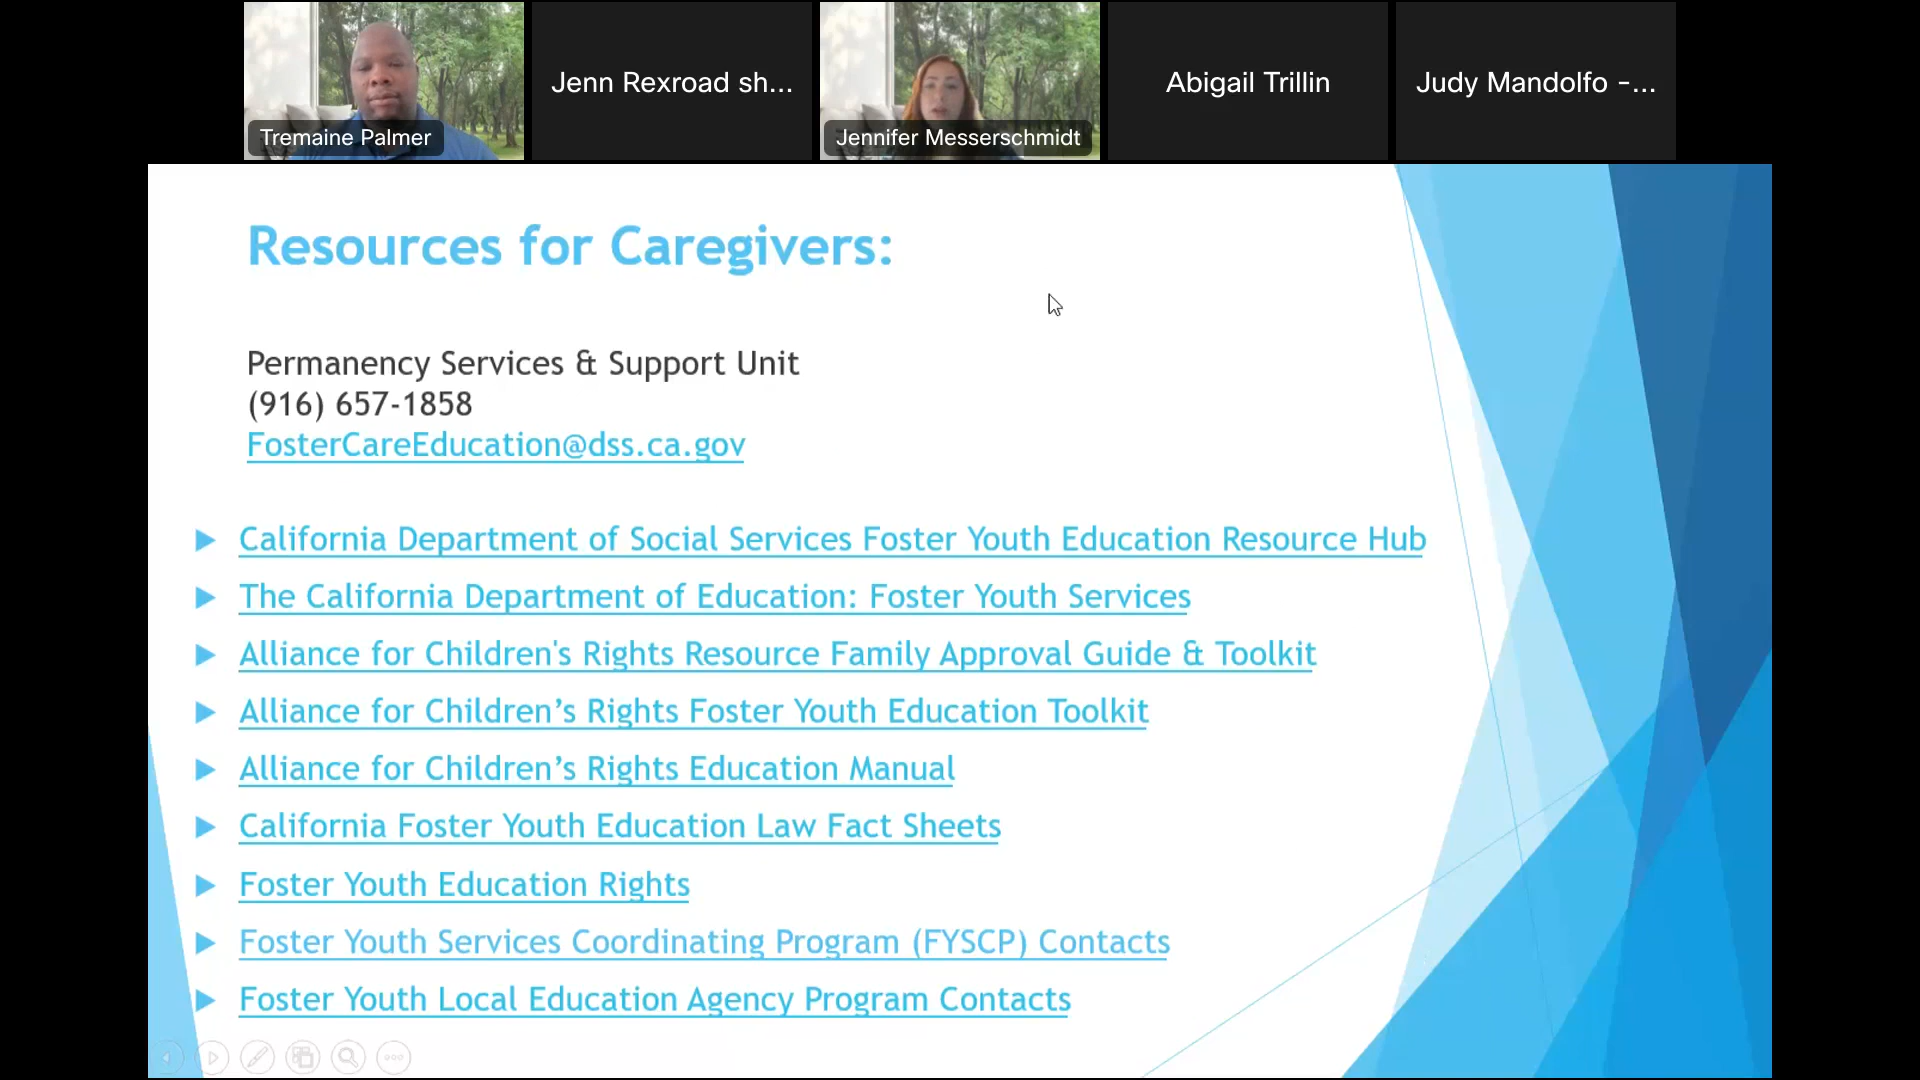 Tremaine Palmer
Jenn Rexroad sh...
Jennifer Messerschmidt
Abigail Trillin
Judy Mandolfo -...
Resources for Caregivers:
Permanency Services & Support Unit
(916) 657-1858
FosterCareEducation@dss.ca.gov
California Department of Social Services Foster Youth Education Resource Hub
The California Department of Education: Foster Youth Services
Alliance for Children's Rights Resource Family Approval Guide & Toolkit
Alliance for Children’s Rights Foster Youth Education Toolkit
Alliance for Children’s Rights Education Manual
California Foster Youth Education Law Fact Sheets
Foster Youth Education Rights
Foster Youth Services Coordinating Program (FYSCP) Contacts
Foster Youth Local Education Agency Program Contacts